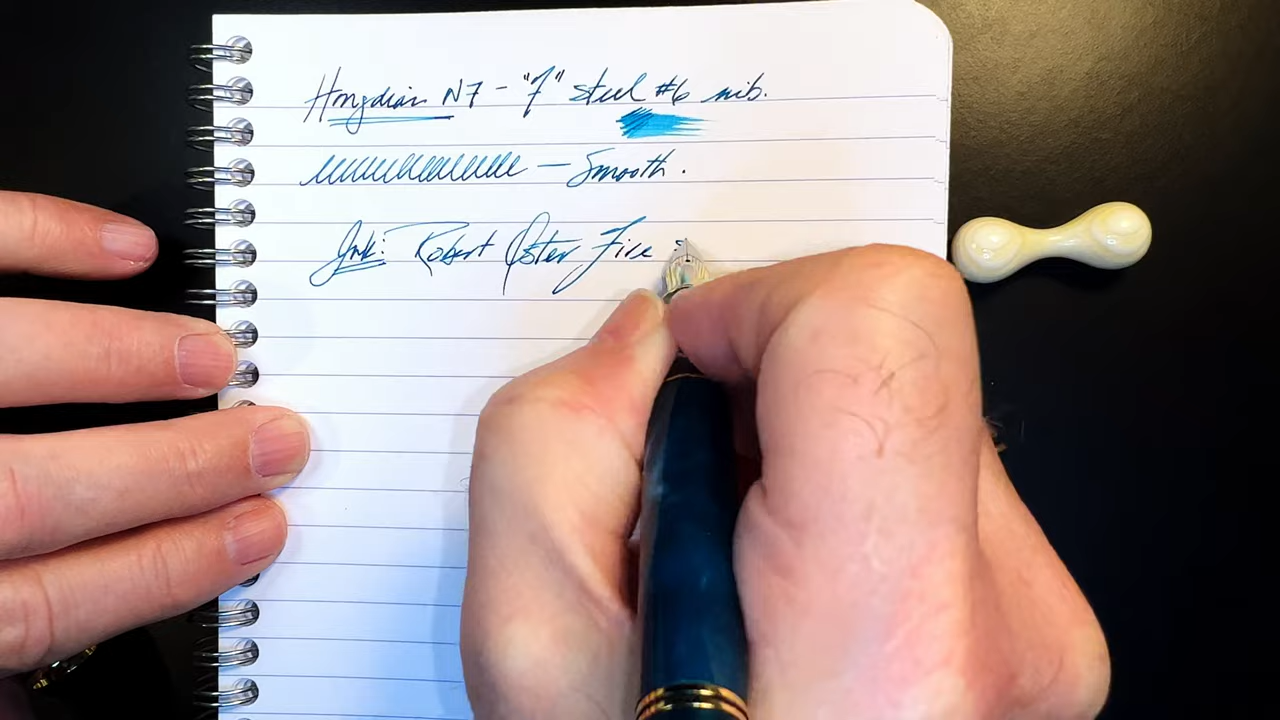 Hongdian N7 - "f" steel #6 nib.
— Smooth.
Ink: Robert Oster Fire